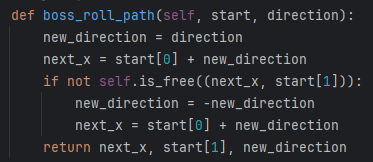 def boss_roll_path(self, start, direction):
    new_direction = direction
    next_x = start[0] + new_direction
    if not self.is_free((next_x, start[1])):
        new_direction = -new_direction
        next_x = start[0] + new_direction
    return next_x, start[1], new_direction